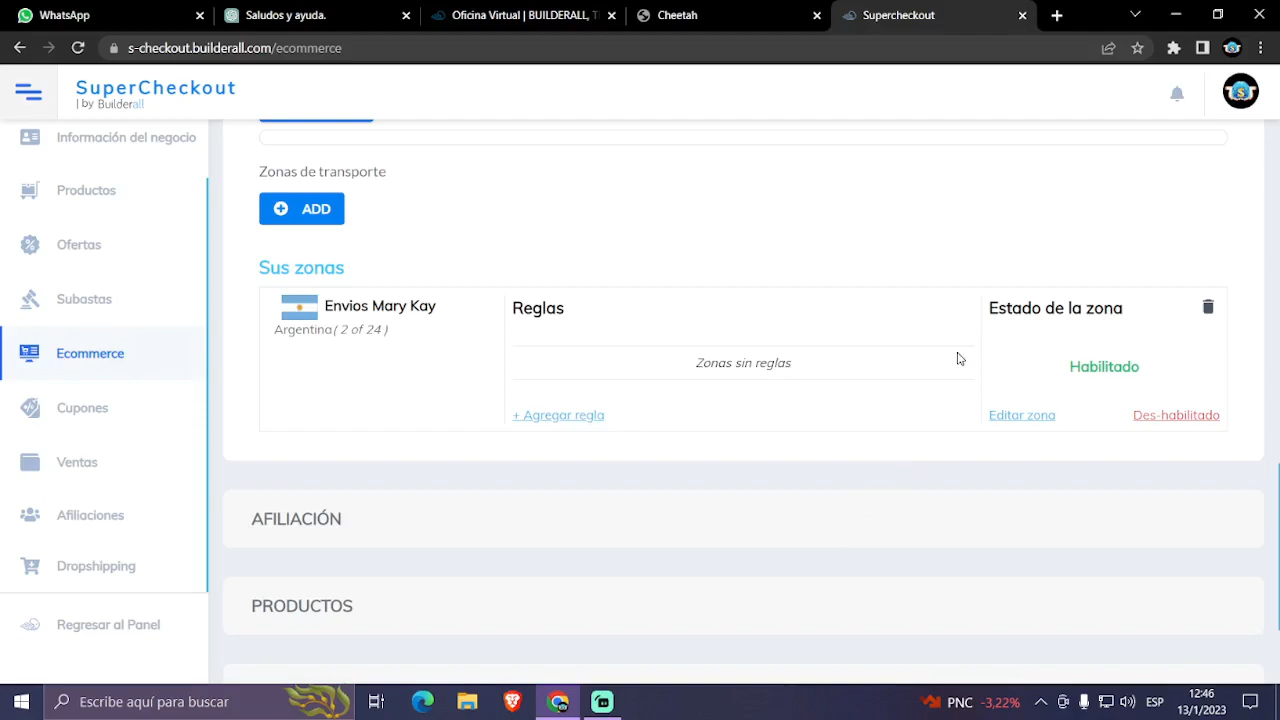 WhatsApp
Saludos y ayuda.
Oficina Virtual | BUILDERALL, T
Cheetah
Supercheckout
s-checkout.builderall.com/ecommerce
SuperCheckout
| by Builderall
Información del negocio
Productos
Ofertas
Subastas
Ecommerce
Cupones
Ventas
Afiliaciones
Dropshipping
Regresar al Panel
Zonas de transporte
ADD
Sus zonas
Envios Mary Kay
Argentina( 2 of 24 )
Reglas
Zonas sin reglas
+ Agregar regla
Estado de la zona
Habilitado
Editar zona
Des-habilitado
AFILIACIÓN
PRODUCTOS
Escribe aquí para buscar
PNC -3,22%
ESP
12:46
13/1/2023